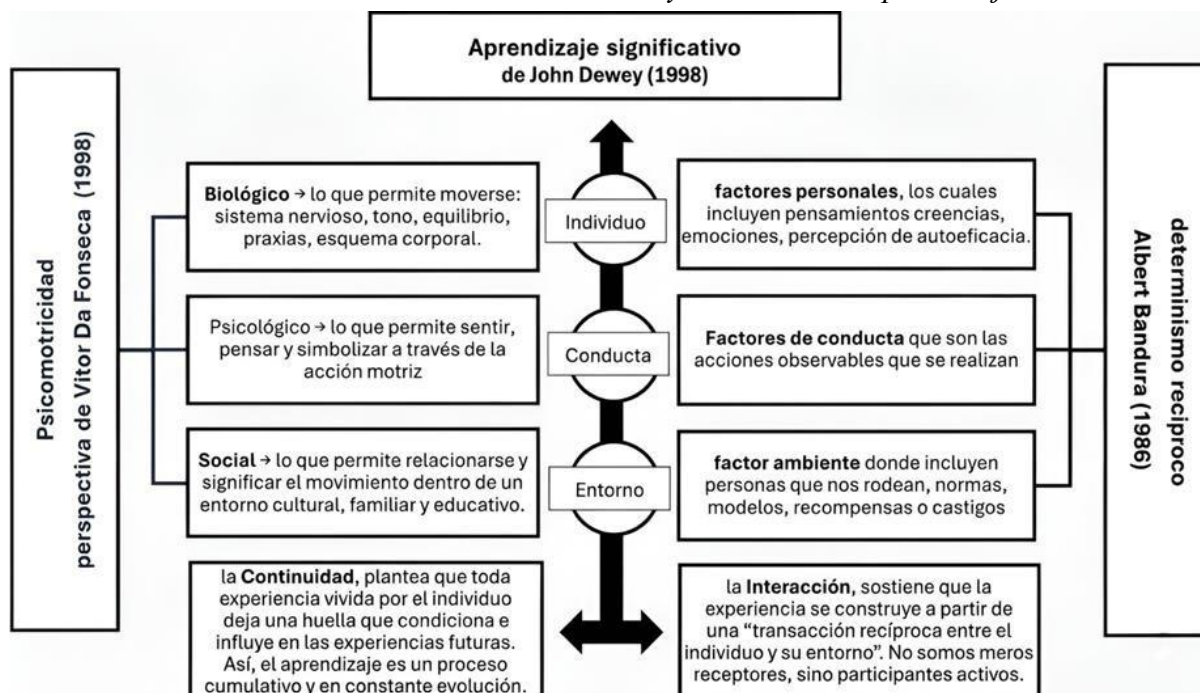 Aprendizaje significativo
de John Dewey (1998)
Psicomotricidad
perspectiva de Vitor Da Fonseca (1998)
Biológico → lo que permite moverse:
sistema nervioso, tono, equilibrio,
praxias, esquema corporal.
Psicológico → lo que permite sentir,
pensar y simbolizar a través de la
acción motriz
Social → lo que permite relacionarse y
significar el movimiento dentro de un
entorno cultural, familiar y educativo.
Individuo
Conducta
Entorno
factores personales, los cuales
incluyen pensamientos creencias,
emociones, percepción de autoeficacia.
Factores de conducta que son las
acciones observables que se realizan
factor ambiente donde incluyen
personas que nos rodean, normas,
modelos, recompensas o castigos
determinismo reciproco
Albert Bandura (1986)
la Continuidad, plantea que toda
experiencia vivida por el individuo
deja una huella que condiciona e
influye en las experiencias futuras.
Así, el aprendizaje es un proceso
cumulativo y en constante evolución.
la Interacción, sostiene que la
experiencia se construye a partir de
una “transacción recíproca entre el
individuo y su entorno”. No somos meros
receptores, sino participantes activos.